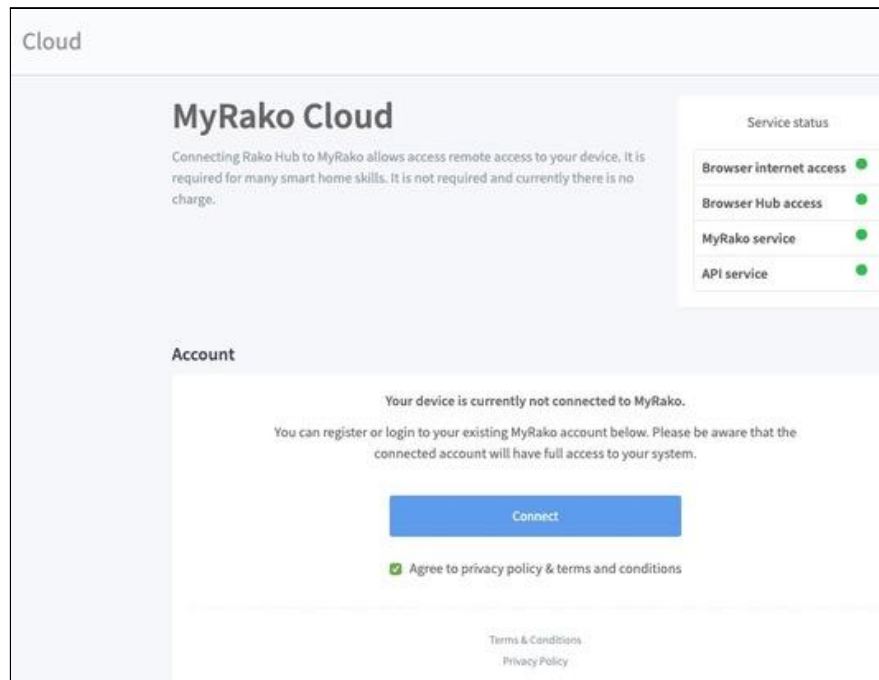 Cloud
MyRako Cloud
Connecting Rako Hub to MyRako allows access remote access to your device. It is
required for many smart home skills. It is not required and currently there is no
charge.
Service status
Browser internet access
Browser Hub access
MyRako service
API service
Account
Your device is currently not connected to MyRako.
You can register or login to your existing MyRako account below. Please be aware that the
connected account will have full access to your system.
Connect
Agree to privacy policy & terms and conditions
Terms & Conditions
Privacy Policy